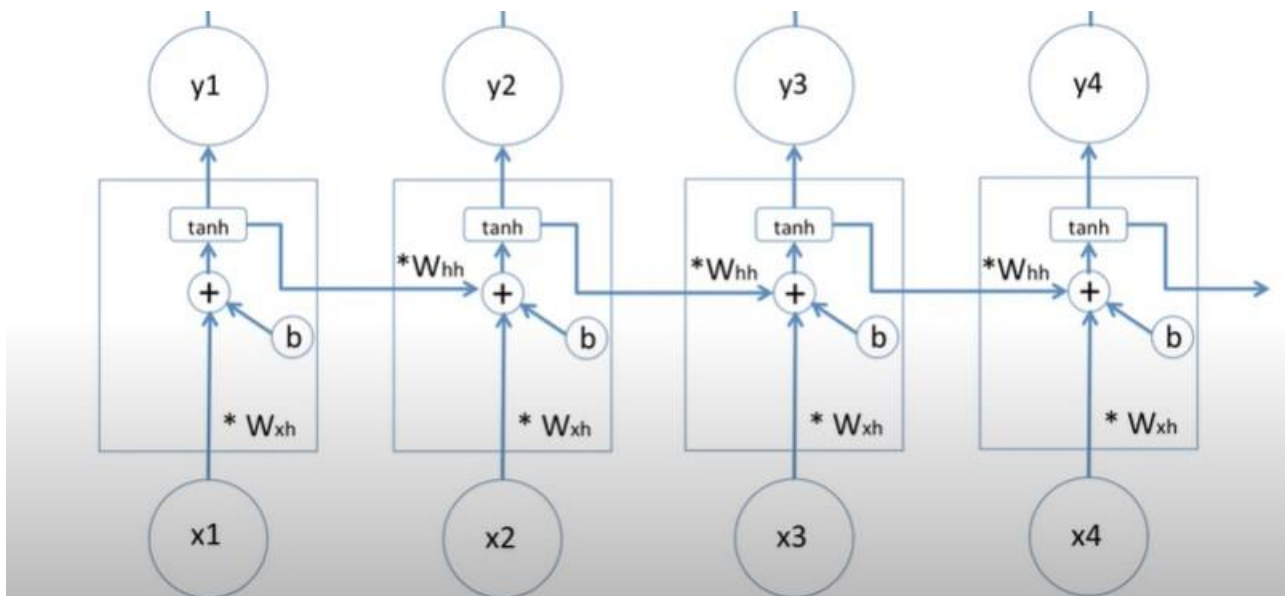 y1 y2 y3 y4
tanh tanh tanh tanh
*Whh *Whh *Whh
+ + + +
b b b b
* Wxh * Wxh * Wxh * Wxh
x1 x2 x3 x4